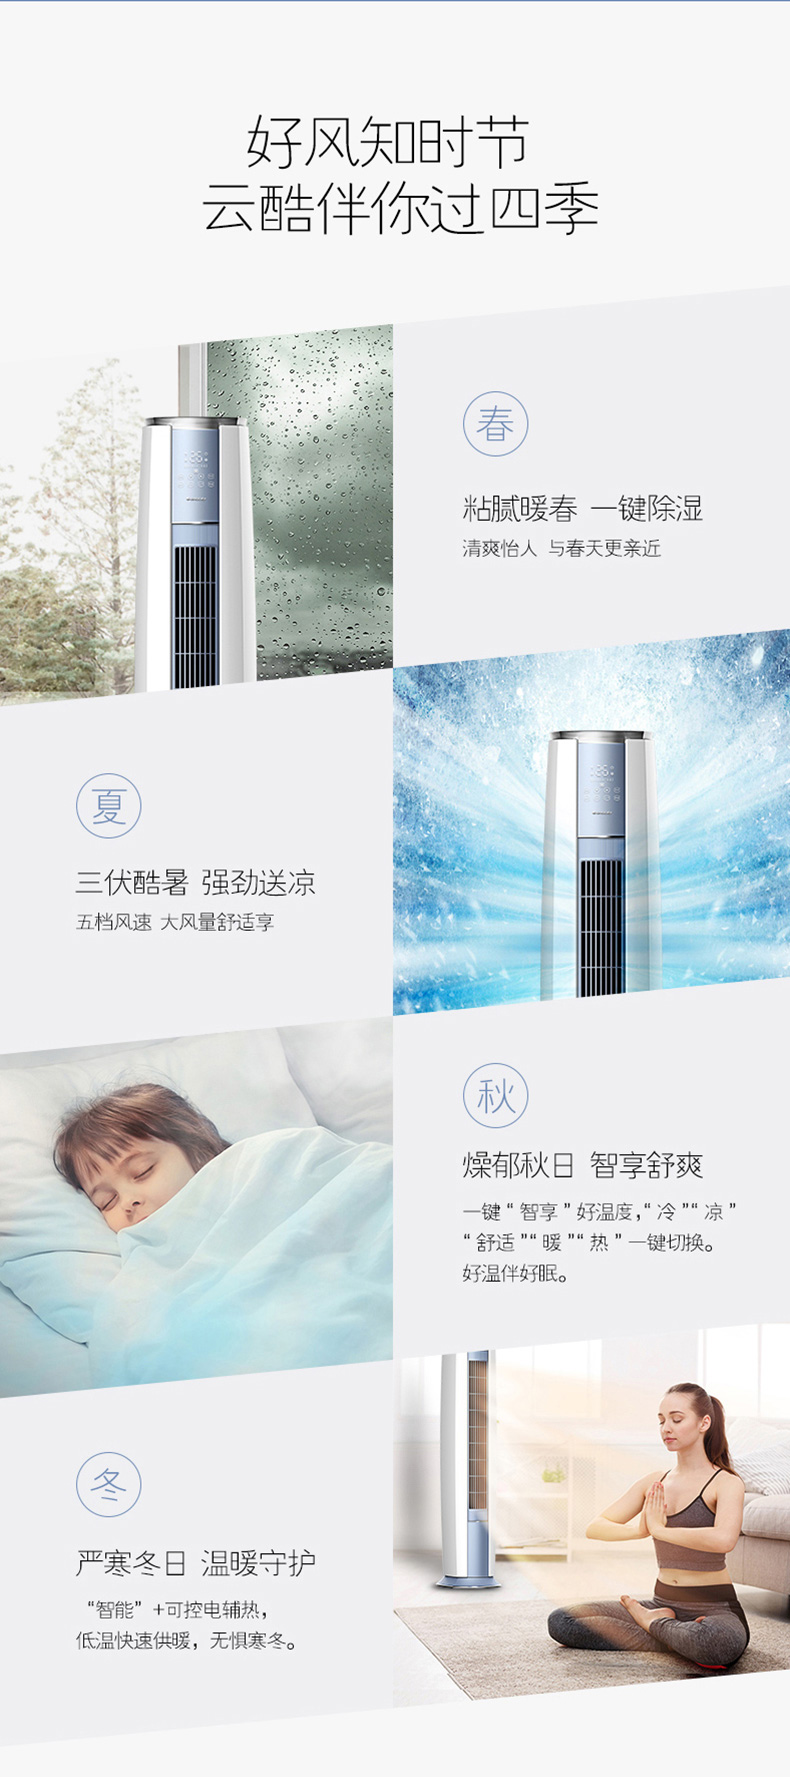 好风知时节
云酷伴你过四季
春
粘腻暖春 一键除湿
清爽怡人 与春天更亲近
夏
三伏酷暑 强劲送凉
五档风速 大风量舒适享
秋
燥郁秋日 智享舒爽
一键“智享”好温度,“冷”“凉”
“舒适”“暖”“热”一键切换。
好温伴好眠。
冬
严寒冬日 温暖守护
“智能”+可控电辅热，
低温快速供暖，无惧寒冬。